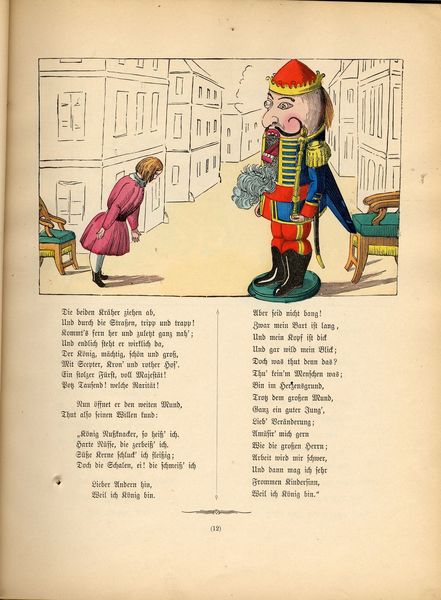 Die beiden Kräher ziehen ab,
Und durch die Straßen, tripp und trapp!
Kommt's fern her und zuletzt ganz nah';
Und endlich steht er wirklich da,
Der König, mächtig, schön und groß,
Mit Scepter, Kron' und rother Hos'.
Ein stolzer Fürst, voll Majestät!
Potz Tausend! welche Rarität!
Nun öffnet er den weiten Mund,
Thut also seinen Willen kund:
„König Nußknacker, so heiß' ich.
Harte Nüsse, die zerbeiß' ich.
Süße Kerne schluck' ich fleißig;
Doch die Schalen, ei! die schmeiß' ich
Lieber Andern hin,
Weil ich König bin.
Aber seid nicht bang!
Zwar mein Bart ist lang,
Und mein Kopf ist dick
Und gar wild mein Blick;
Doch was thut denn das?
Thu' kein'm Menschen was;
Bin im Herzensgrund,
Trotz dem großen Mund,
Ganz ein guter Jung',
Lieb' Veränderung;
Amüsir' mich gern
Wie die großen Herrn;
Arbeit wird mir schwer,
Und dann mag ich sehr
Frommen Kindersinn,
Weil ich König bin.“
(12)